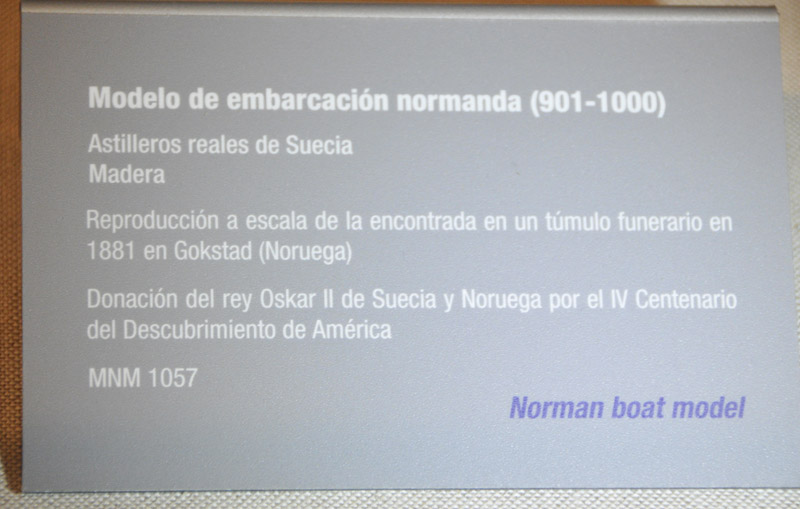 Modelo de embarcación normanda (901-1000)
Astilleros reales de Suecia
Madera
Reproducción a escala de la encontrada en un túmulo funerario en
1881 en Gokstad (Noruega)
Donación del rey Oskar II de Suecia y Noruega por el IV Centenario
del Descubrimiento de América
MNM 1057
Norman boat model